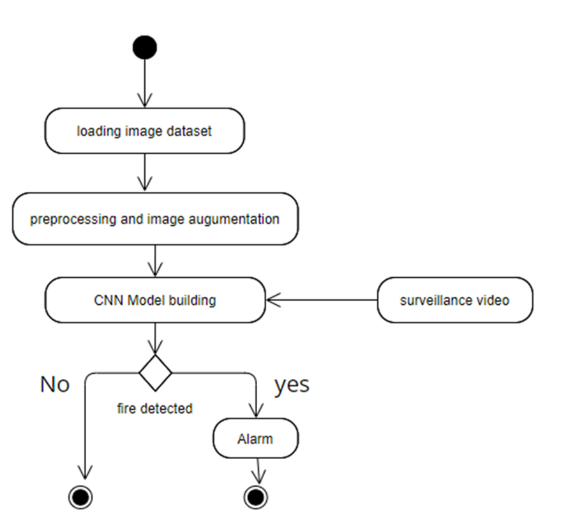 loading image dataset
preprocessing and image augumentation
CNN Model building
surveillance video
No
yes
fire detected
Alarm